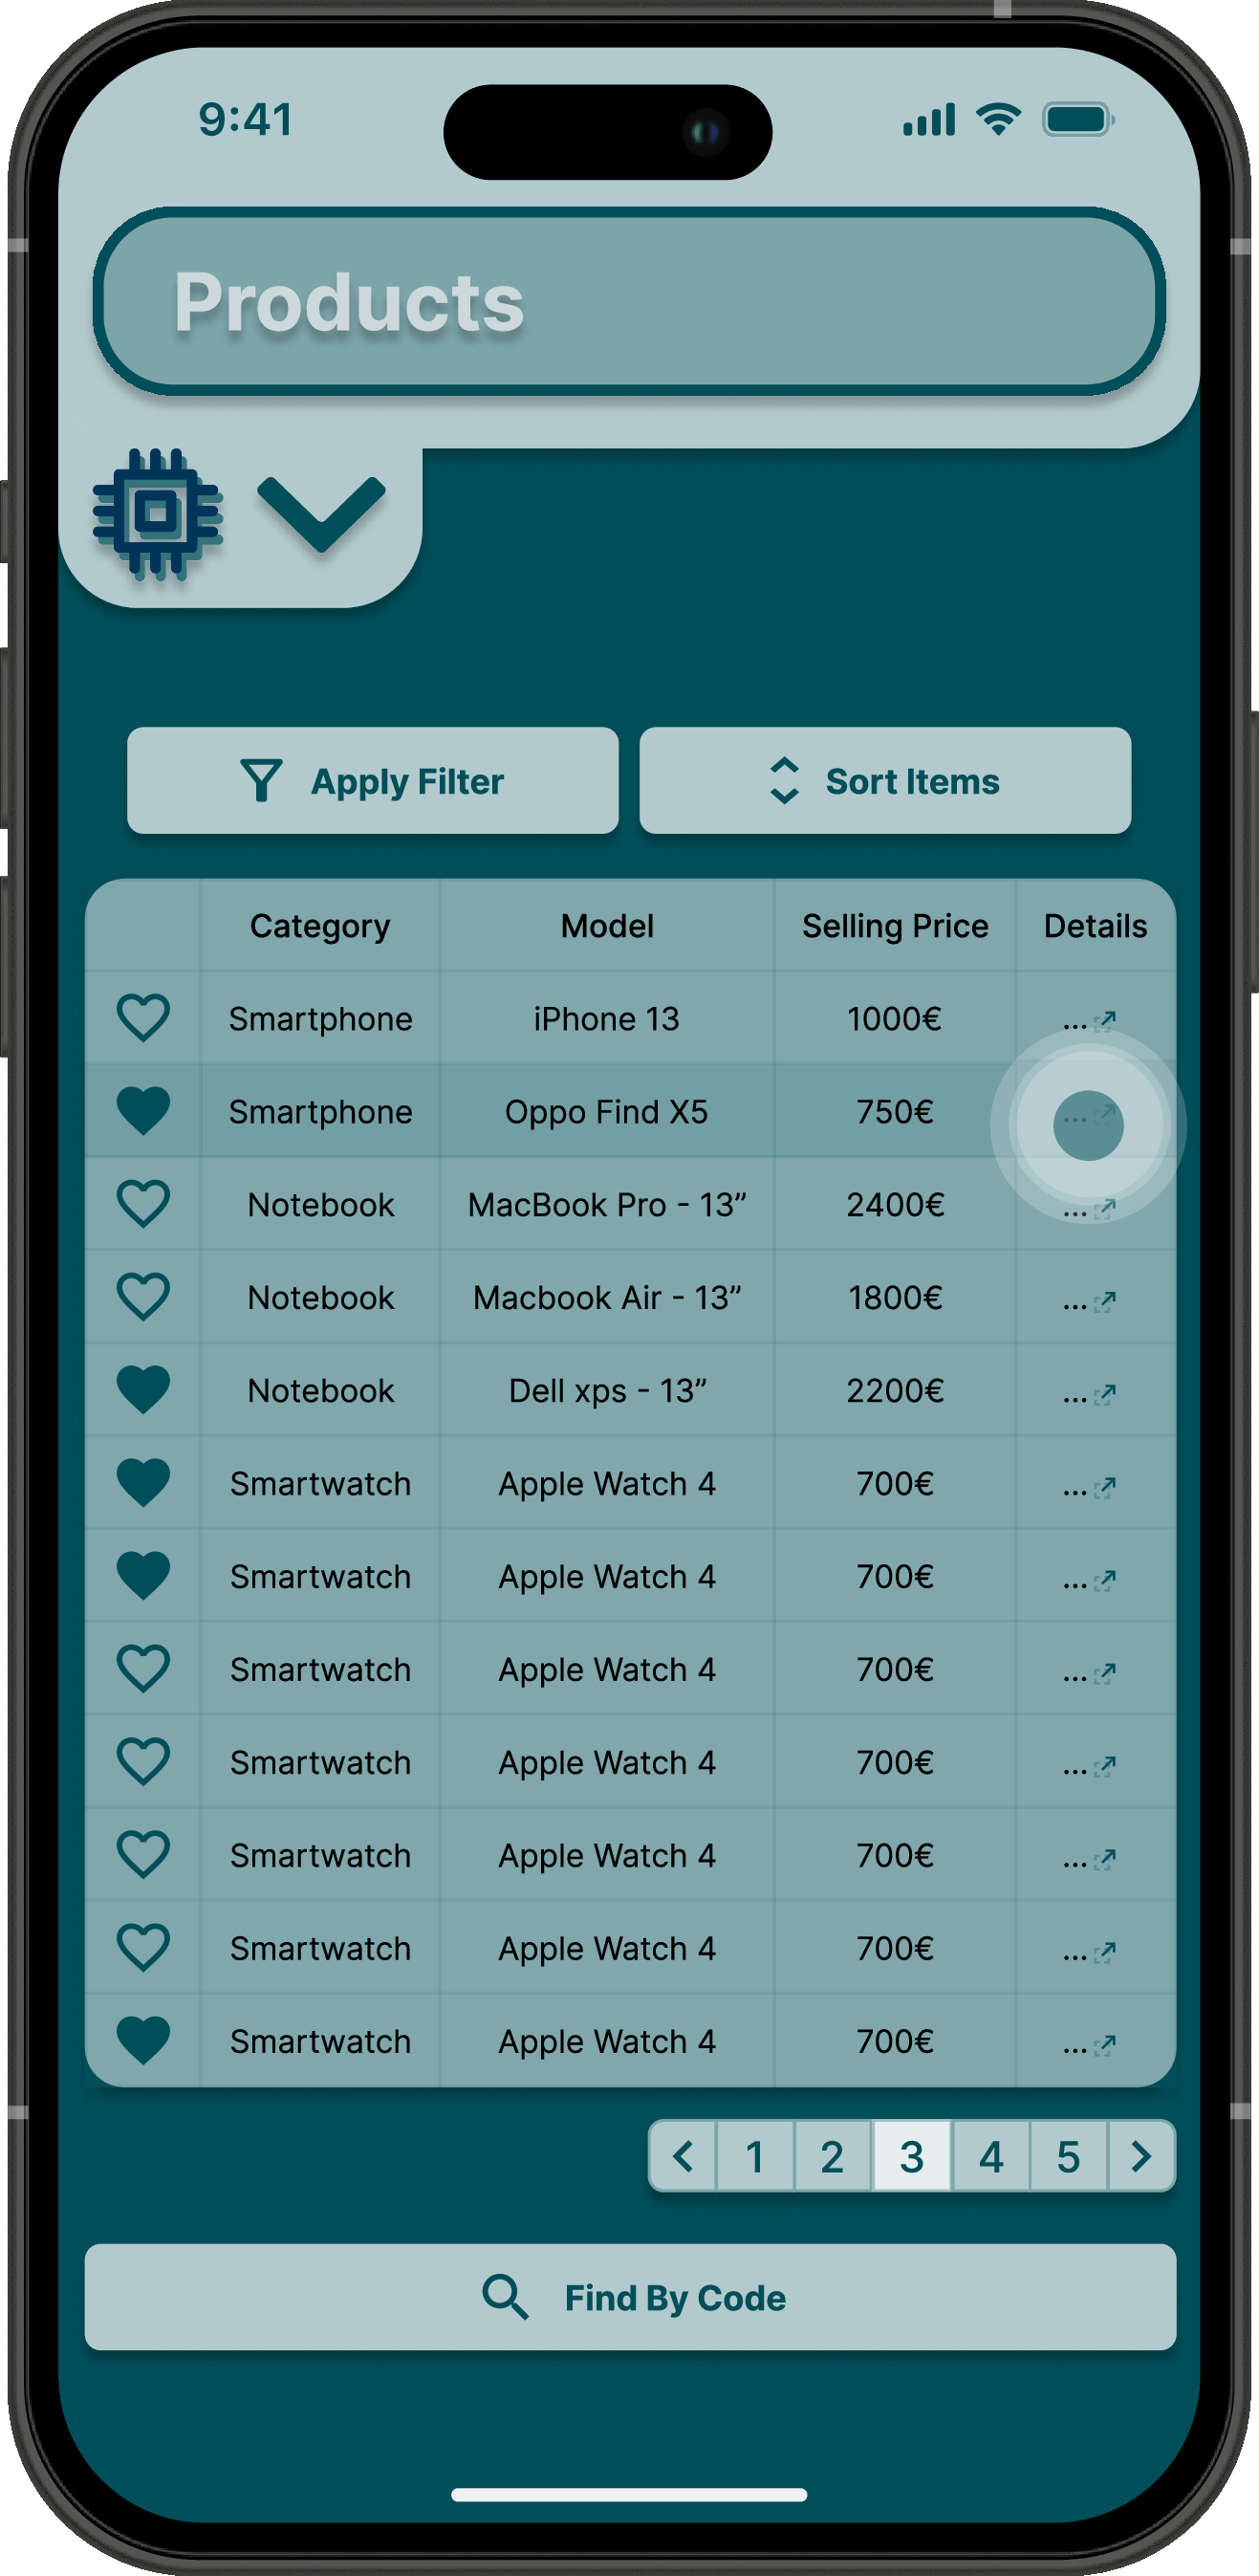 9:41
Products
Apply Filter
Sort Items
Category Model Selling Price Details
Smartphone iPhone 13 1000€ ...
Smartphone Oppo Find X5 750€ ...
Notebook MacBook Pro - 13” 2400€ ...
Notebook Macbook Air - 13” 1800€ ...
Notebook Dell xps - 13” 2200€ ...
Smartwatch Apple Watch 4 700€ ...
Smartwatch Apple Watch 4 700€ ...
Smartwatch Apple Watch 4 700€ ...
Smartwatch Apple Watch 4 700€ ...
Smartwatch Apple Watch 4 700€ ...
Smartwatch Apple Watch 4 700€ ...
Smartwatch Apple Watch 4 700€ ...
1 2 3 4 5
Find By Code